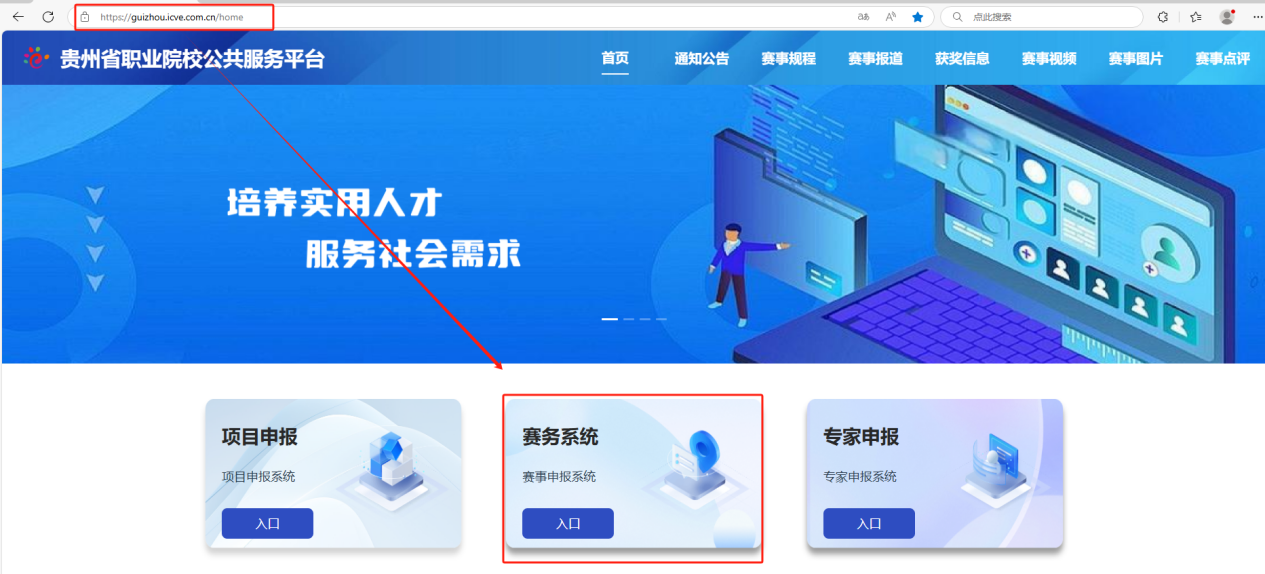 https://guizhou.icve.com.cn/home
点此搜索
贵州省职业院校公共服务平台
首页
通知公告
赛事规程
赛事报道
获奖信息
赛事视频
赛事图片
赛事点评
培养实用人才
服务社会需求
项目申报
项目申报系统
入口
赛务系统
赛事申报系统
入口
专家申报
专家申报系统
入口